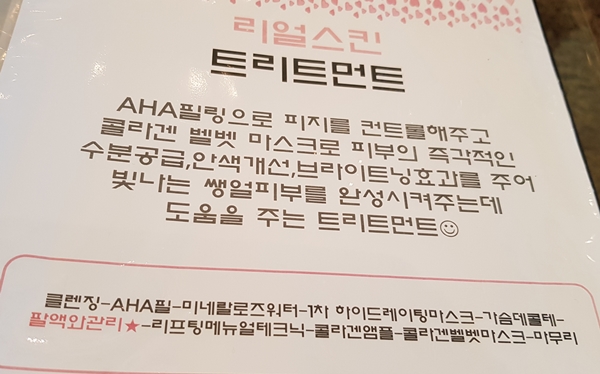 리얼스킨
트리트먼트
AHA필링으로 피지를 컨트롤해주고
콜라겐 벨벳 마스크로 피부의 즉각적인
수분공급,안색개선,브라이트닝효과를 주어
빛나는 쌩얼피부를 완성시켜주는데
도움을 주는 트리트먼트☺
클렌징-AHA필-미네랄로즈워터-1차 하이드레이팅마스크-가슴데콜테-
팔액와관리★-리프팅메뉴얼테크닉-콜라겐앰플-콜라겐벨벳마스크-마무리